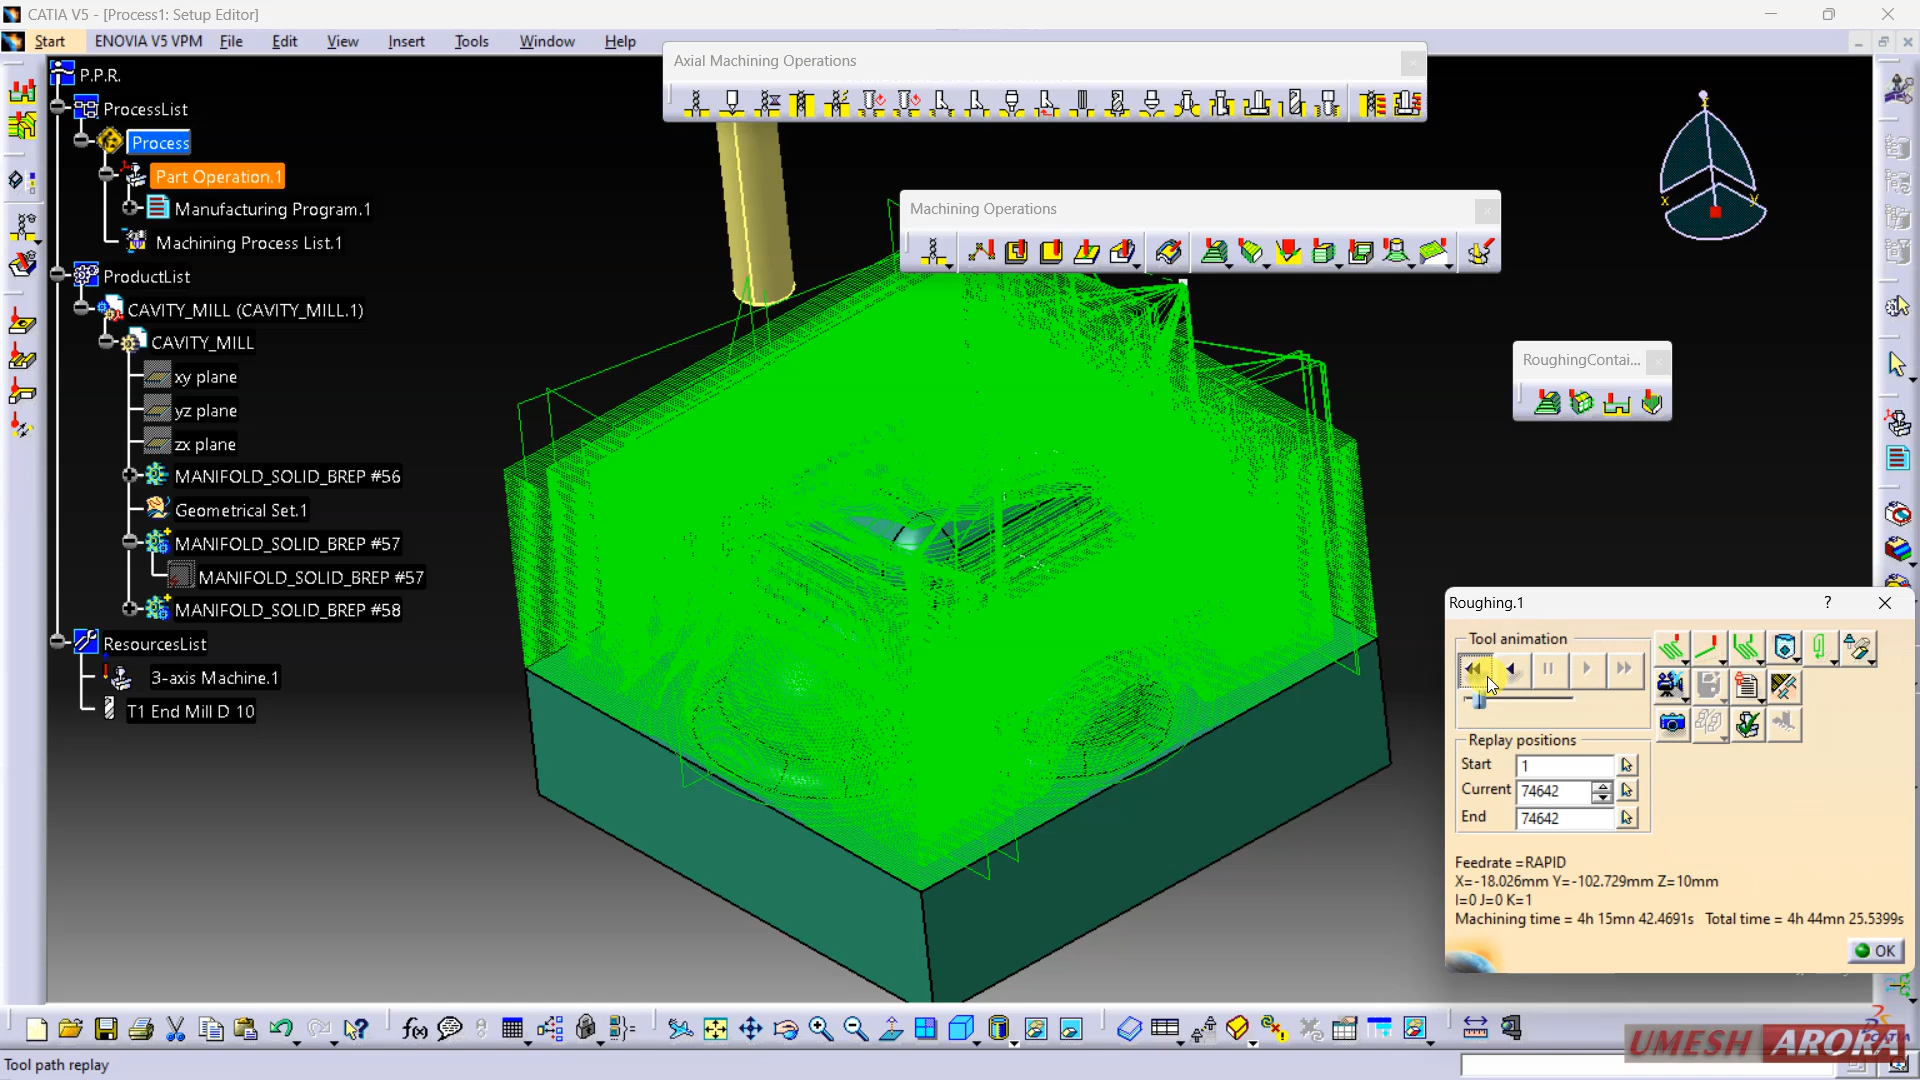 CATIA V5 - [Process1: Setup Editor]
Start ENOVIA V5 VPM File Edit View Insert Tools Window Help
Axial Machining Operations
P.P.R.
ProcessList
Process
Part Operation.1
Manufacturing Program.1
Machining Process List.1
ProductList
CAVITY_MILL (CAVITY_MILL.1)
CAVITY_MILL
xy plane
yz plane
zx plane
MANIFOLD_SOLID_BREP #56
Geometrical Set.1
MANIFOLD_SOLID_BREP #57
MANIFOLD_SOLID_BREP #57
MANIFOLD_SOLID_BREP #58
ResourcesList
3-axis Machine.1
T1 End Mill D 10
Machining Operations
x
y
z
RoughingContai...
Roughing.1
?
Tool animation
Replay positions
Start 1
Current 74642
End 74642
Feedrate =RAPID
X=-18.026mm Y=-102.729mm Z=10mm
I=0 J=0 K=1
Machining time = 4h 15mn 42.4691s Total time = 4h 44mn 25.5399s
OK
f(x)
UMESH ARORA
CATIA
Tool path replay